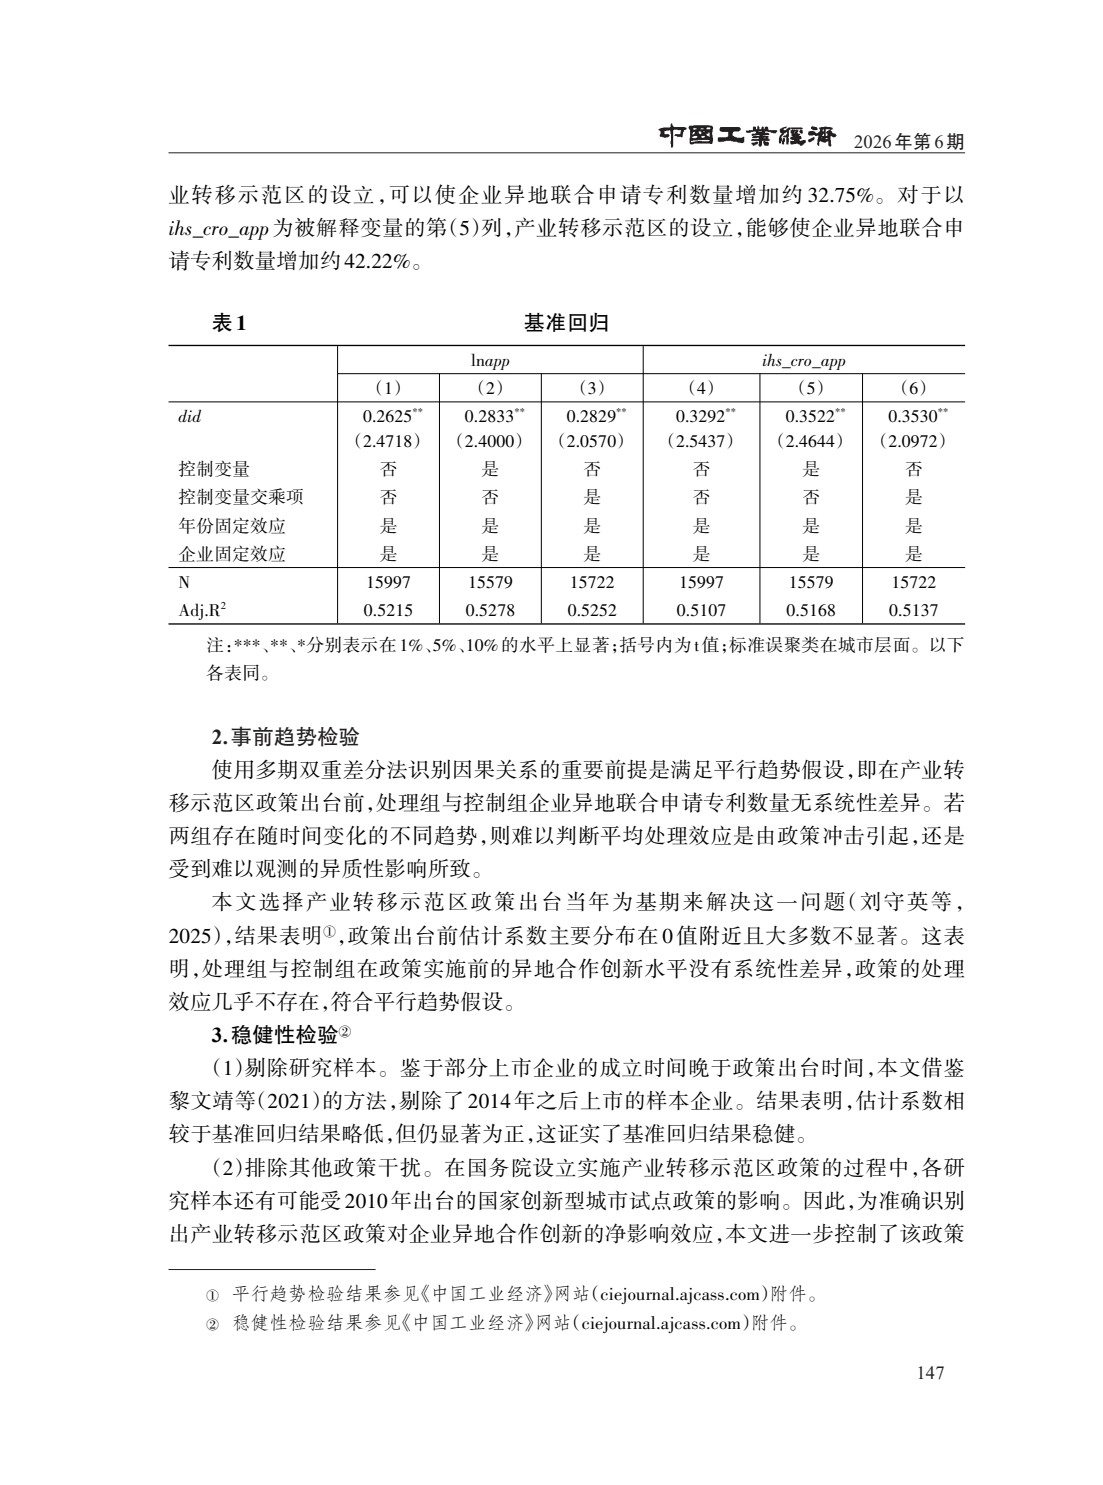 中國工業經濟 2026年第6期
业转移示范区的设立,可以使企业异地联合申请专利数量增加约32.75%。对于以
ihs_cro_app为被解释变量的第(5)列,产业转移示范区的设立,能够使企业异地联合申
请专利数量增加约42.22%。
表1 基准回归
lnapp ihs_cro_app
(1) (2) (3) (4) (5) (6)
did 0.2625** 0.2833** 0.2829** 0.3292** 0.3522** 0.3530**
(2.4718) (2.4000) (2.0570) (2.5437) (2.4644) (2.0972)
控制变量 否 是 否 否 是 否
控制变量交乘项 否 否 是 否 否 是
年份固定效应 是 是 是 是 是 是
企业固定效应 是 是 是 是 是 是
N 15997 15579 15722 15997 15579 15722
Adj.R² 0.5215 0.5278 0.5252 0.5107 0.5168 0.5137
注:***、**、*分别表示在1%、5%、10%的水平上显著;括号内为t值;标准误聚类在城市层面。以下
各表同。
2.事前趋势检验
使用多期双重差分法识别因果关系的重要前提是满足平行趋势假设,即在产业转
移示范区政策出台前,处理组与控制组企业异地联合申请专利数量无系统性差异。若
两组存在随时间变化的不同趋势,则难以判断平均处理效应是由政策冲击引起,还是
受到难以观测的异质性影响所致。
本文选择产业转移示范区政策出台当年为基期来解决这一问题(刘守英等,
2025),结果表明①,政策出台前估计系数主要分布在0值附近且大多数不显著。这表
明,处理组与控制组在政策实施前的异地合作创新水平没有系统性差异,政策的处理
效应几乎不存在,符合平行趋势假设。
3.稳健性检验②
(1)剔除研究样本。鉴于部分上市企业的成立时间晚于政策出台时间,本文借鉴
黎文靖等(2021)的方法,剔除了2014年之后上市的样本企业。结果表明,估计系数相
较于基准回归结果略低,但仍显著为正,这证实了基准回归结果稳健。
(2)排除其他政策干扰。在国务院设立实施产业转移示范区政策的过程中,各研
究样本还有可能受2010年出台的国家创新型城市试点政策的影响。因此,为准确识别
出产业转移示范区政策对企业异地合作创新的净影响效应,本文进一步控制了该政策
① 平行趋势检验结果参见《中国工业经济》网站(ciejournal.ajcass.com)附件。
② 稳健性检验结果参见《中国工业经济》网站(ciejournal.ajcass.com)附件。
147